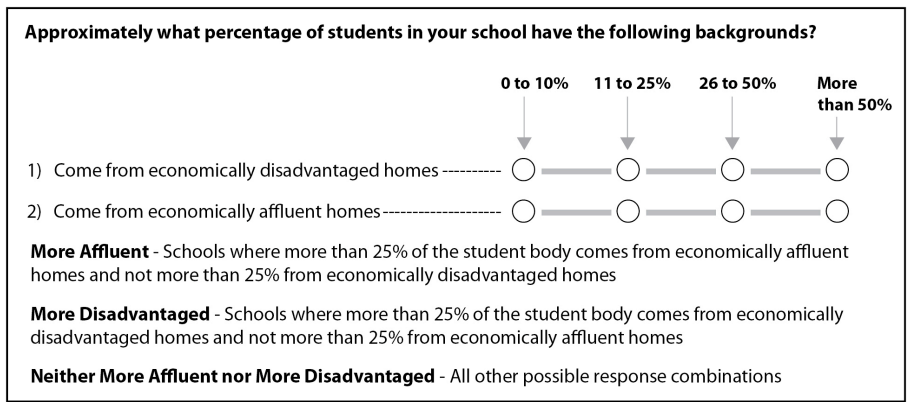 Approximately what percentage of students in your school have the following backgrounds?
0 to 10% 11 to 25% 26 to 50% More
than 50%
1) Come from economically disadvantaged homes ----------
2) Come from economically affluent homes--------------------
More Affluent - Schools where more than 25% of the student body comes from economically affluent
homes and not more than 25% from economically disadvantaged homes
More Disadvantaged - Schools where more than 25% of the student body comes from economically
disadvantaged homes and not more than 25% from economically affluent homes
Neither More Affluent nor More Disadvantaged - All other possible response combinations